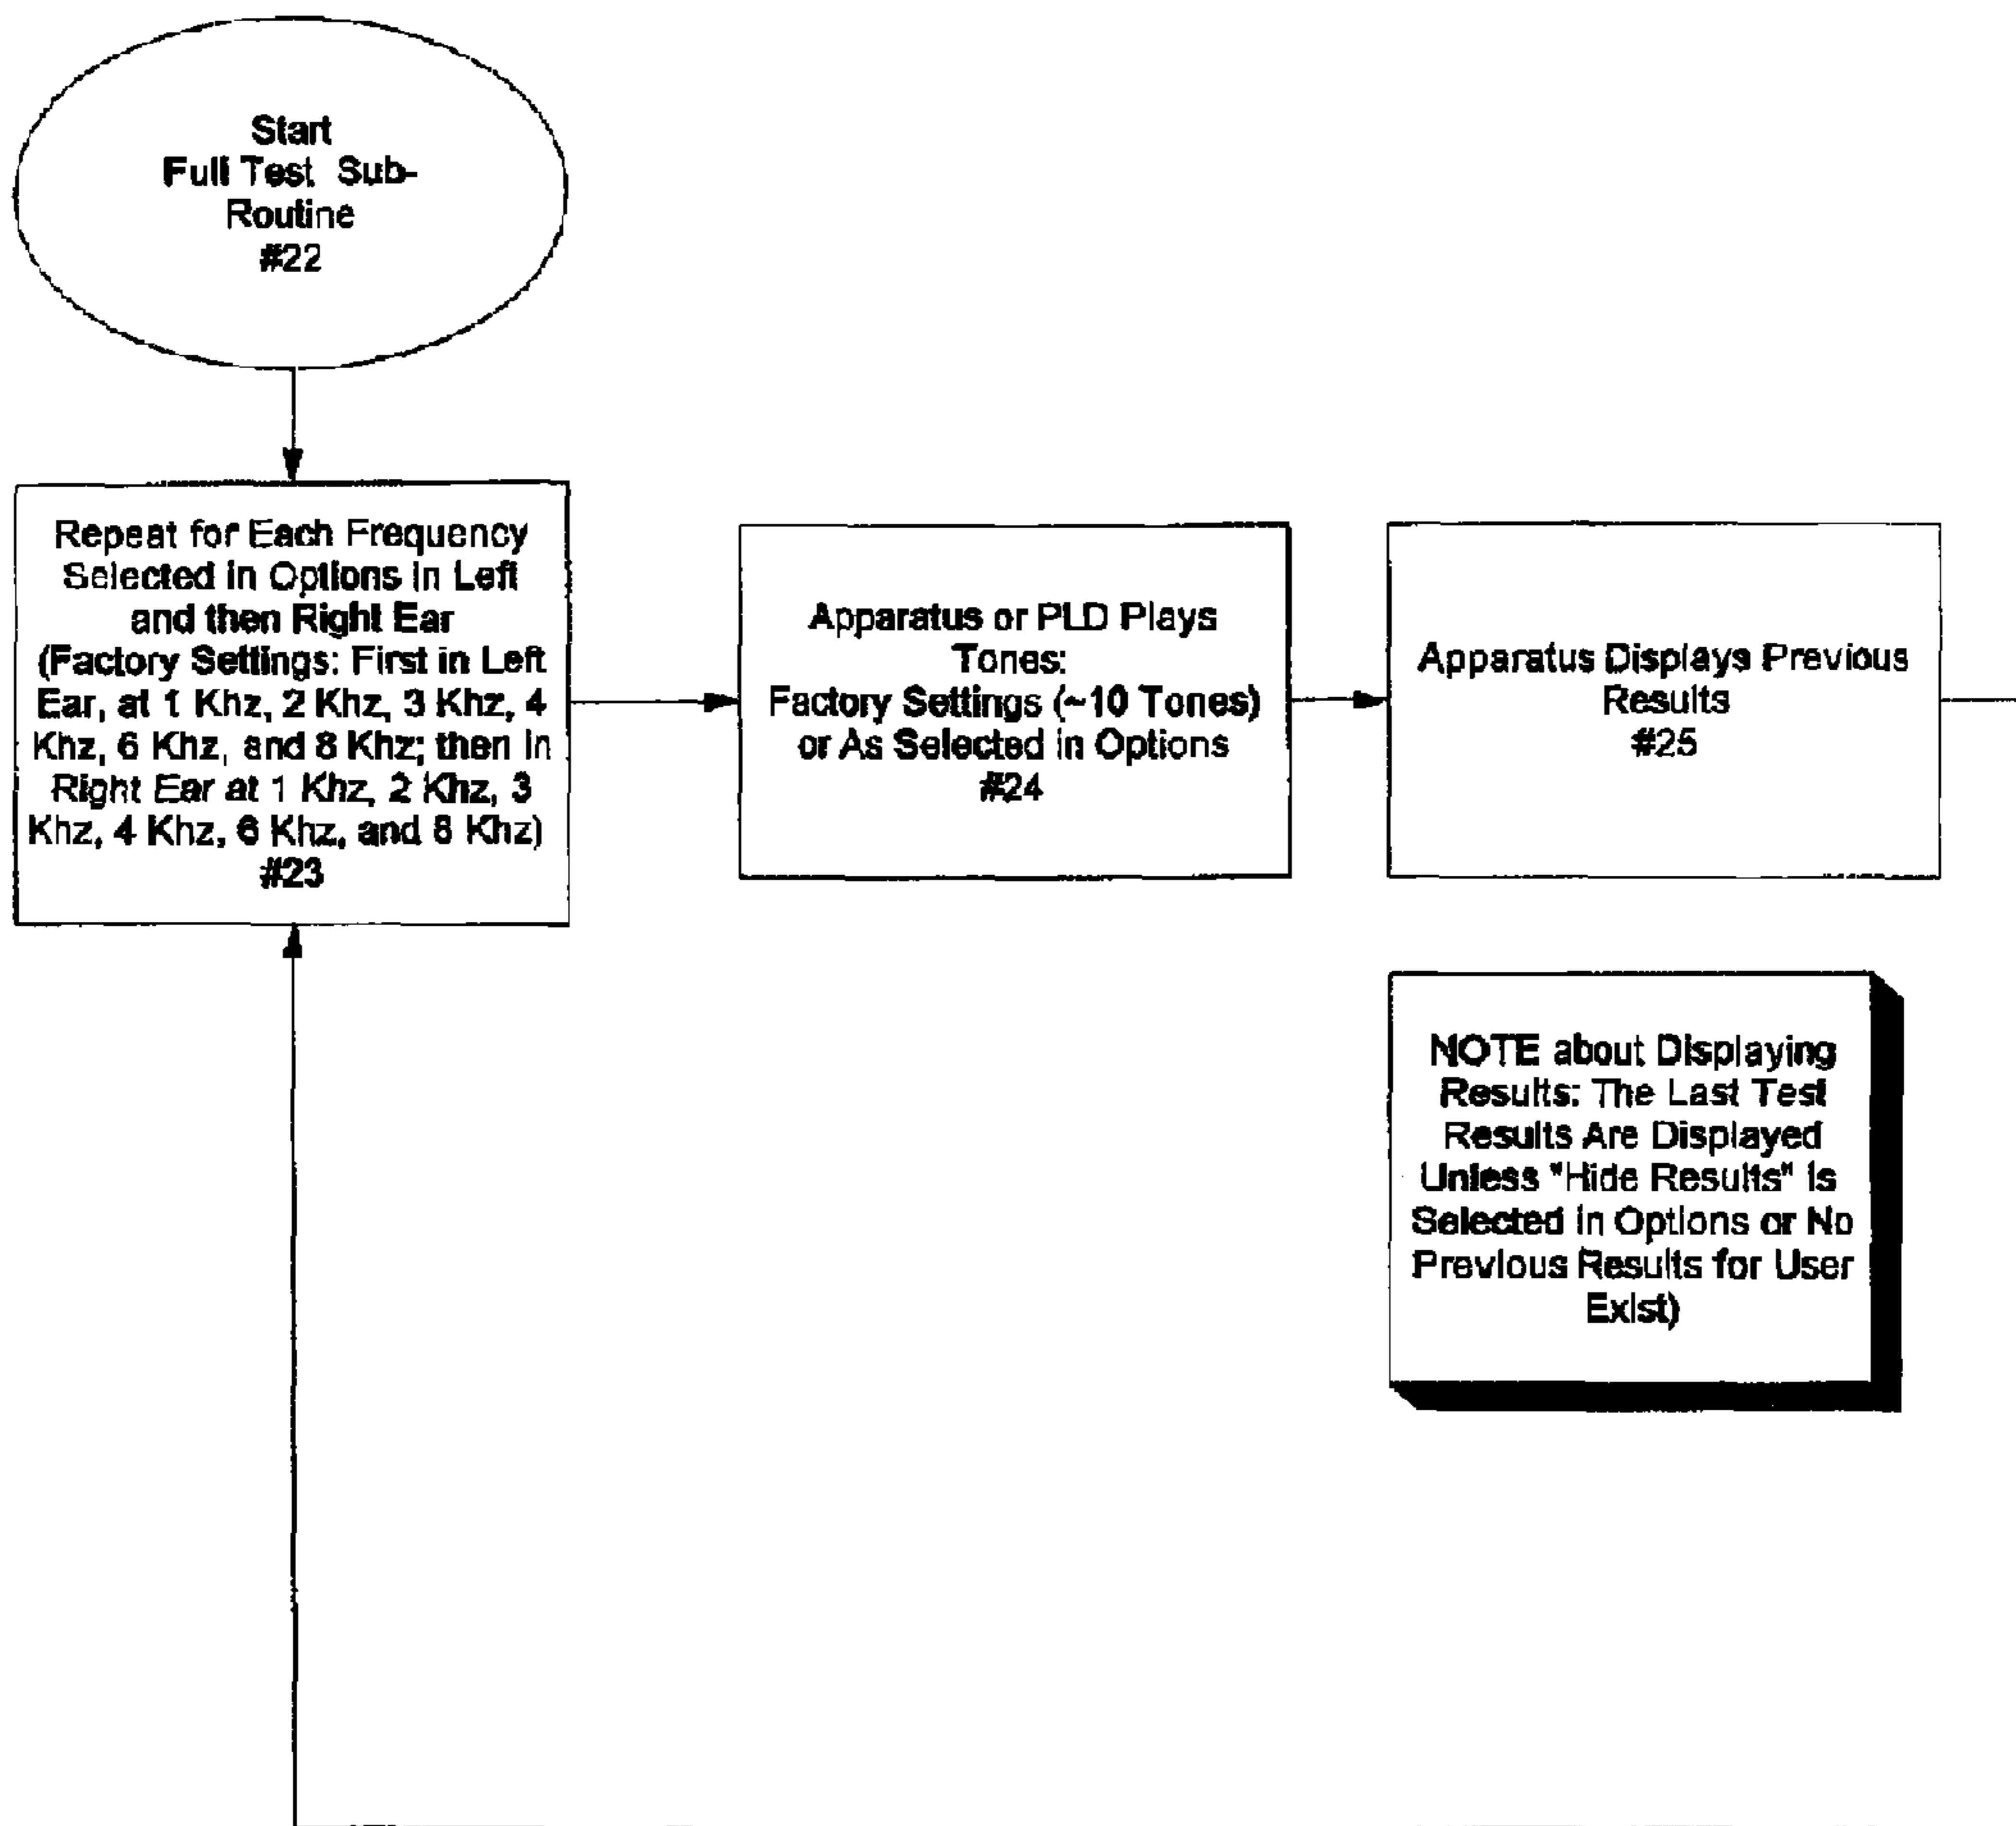 Start
Full Test Sub-
Routine
#22
Repeat for Each Frequency
Selected in Options in Left
and then Right Ear
(Factory Settings: First in Left
Ear, at 1 Khz, 2 Khz, 3 Khz, 4
Khz, 6 Khz, and 8 Khz; then in
Right Ear at 1 Khz, 2 Khz, 3
Khz, 4 Khz, 6 Khz, and 8 Khz)
#23
Apparatus or PLD Plays
Tones:
Factory Settings (~10 Tones)
or As Selected in Options
#24
Apparatus Displays Previous
Results
#25
NOTE about Displaying
Results: The Last Test
Results Are Displayed
Unless "Hide Results" is
Selected in Options or No
Previous Results for User
Exist)